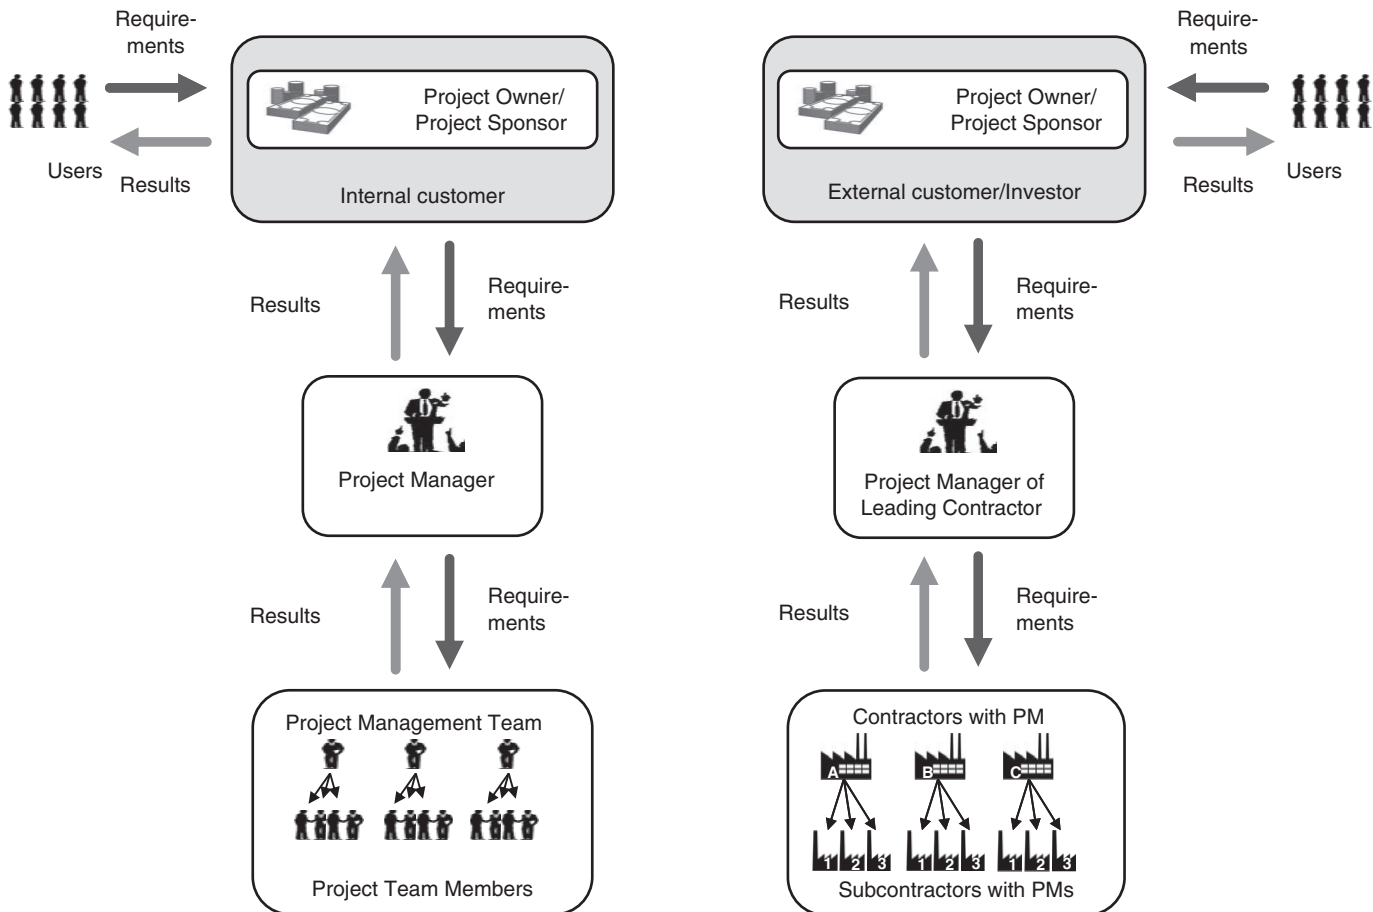 Require-
ments
Users
Results
Project Owner/
Project Sponsor
Internal customer
Results
Require-
ments
Project Manager
Results
Require-
ments
Project Management Team
Project Team Members
Require-
ments
Results
Users
Project Owner/
Project Sponsor
External customer/Investor
Results
Require-
ments
Project Manager of
Leading Contractor
Results
Require-
ments
Contractors with PM
A B C
1 2 3 1 2 3 1 2 3
Subcontractors with PMs